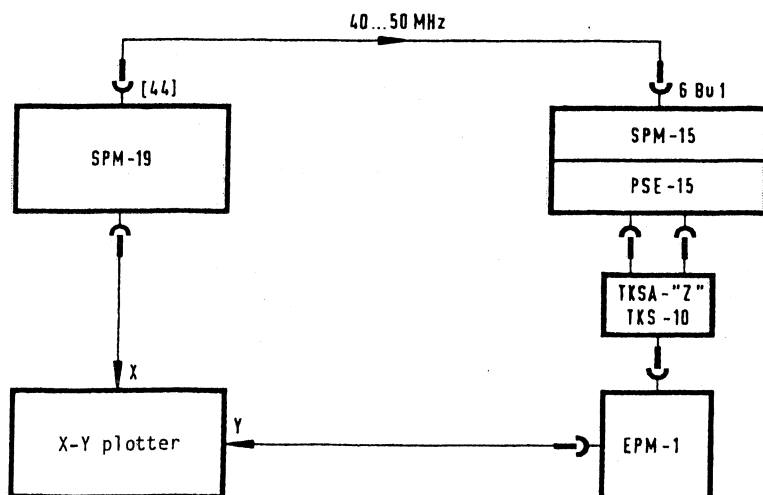 40...50 MHz
[44]
6 Bu 1
SPM-19
SPM-15
PSE-15
TKSA-"Z"
TKS-10
X
X-Y plotter
Y
EPM-1